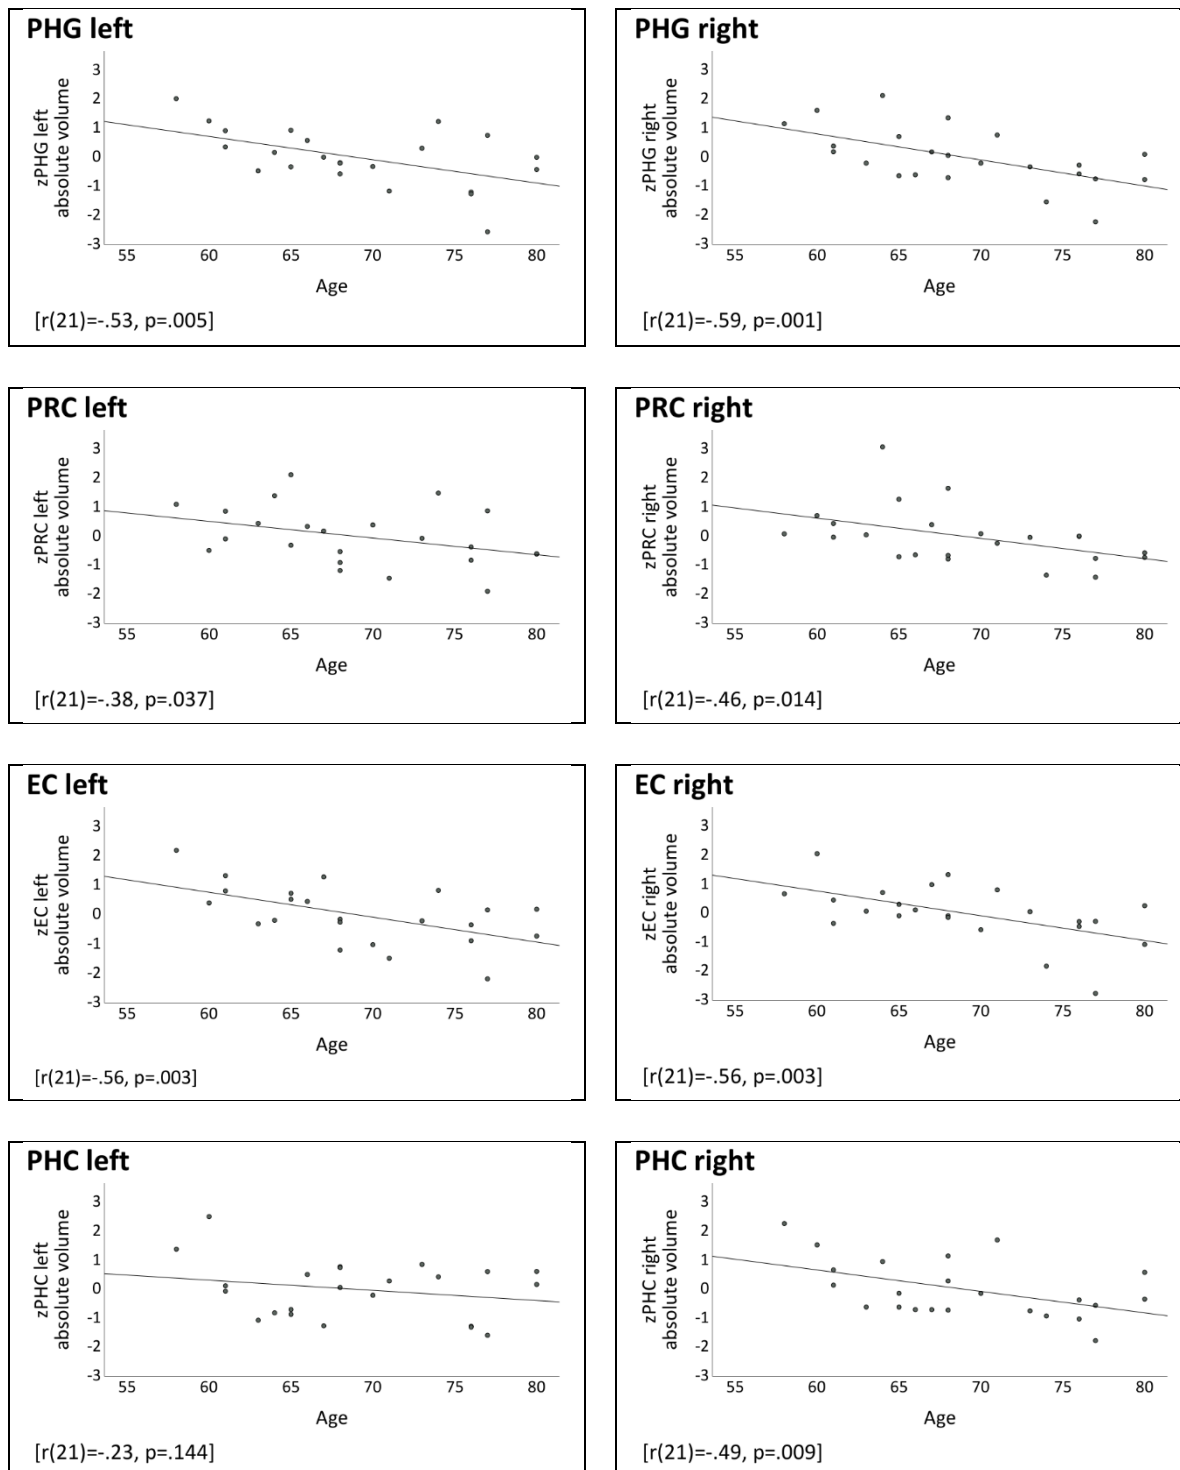 PHG left
zPHG left
absolute volume
3
2
1
0
-1
-2
-3
55 60 65 70 75 80
Age
[r(21)=-.53, p=.005]
PHG right
zPHG right
absolute volume
3
2
1
0
-1
-2
-3
55 60 65 70 75 80
Age
[r(21)=-.59, p=.001]
PRC left
zPRC left
absolute volume
3
2
1
0
-1
-2
-3
55 60 65 70 75 80
Age
[r(21)=-.38, p=.037]
PRC right
zPRC right
absolute volume
3
2
1
0
-1
-2
-3
55 60 65 70 75 80
Age
[r(21)=-.46, p=.014]
EC left
zEC left
absolute volume
3
2
1
0
-1
-2
-3
55 60 65 70 75 80
Age
[r(21)=-.56, p=.003]
EC right
zEC right
absolute volume
3
2
1
0
-1
-2
-3
55 60 65 70 75 80
Age
[r(21)=-.56, p=.003]
PHC left
zPHC left
absolute volume
3
2
1
0
-1
-2
-3
55 60 65 70 75 80
Age
[r(21)=-.23, p=.144]
PHC right
zPHC right
absolute volume
3
2
1
0
-1
-2
-3
55 60 65 70 75 80
Age
[r(21)=-.49, p=.009]